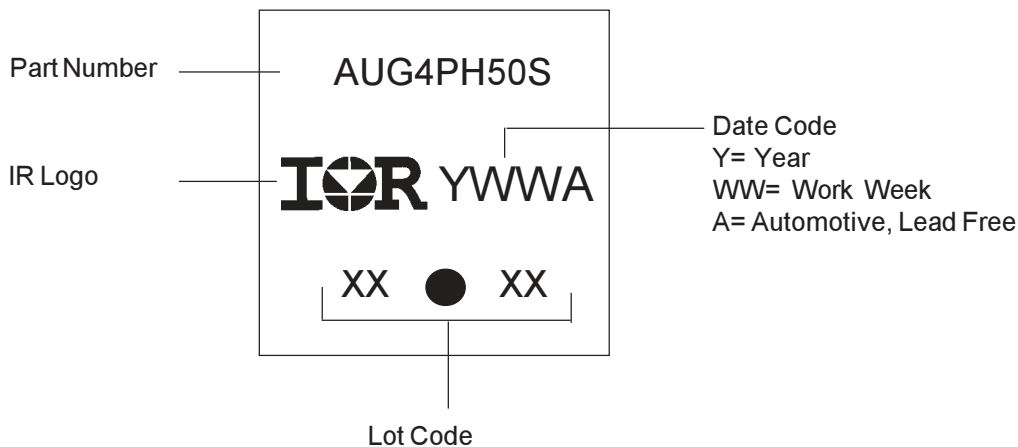 Part Number
AUG4PH50S
IR Logo
IOR YWWA
Date Code
Y= Year
WW= Work Week
A= Automotive, Lead Free
XX ● XX
Lot Code